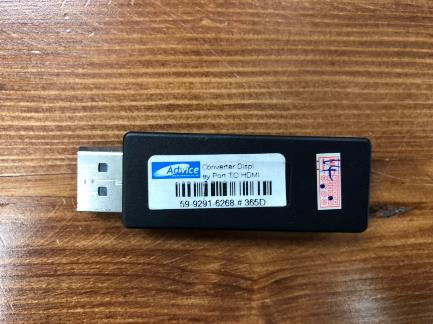 Advice
Converter Displ
ay Port TO HDMI
59-9291-6268 # 365D